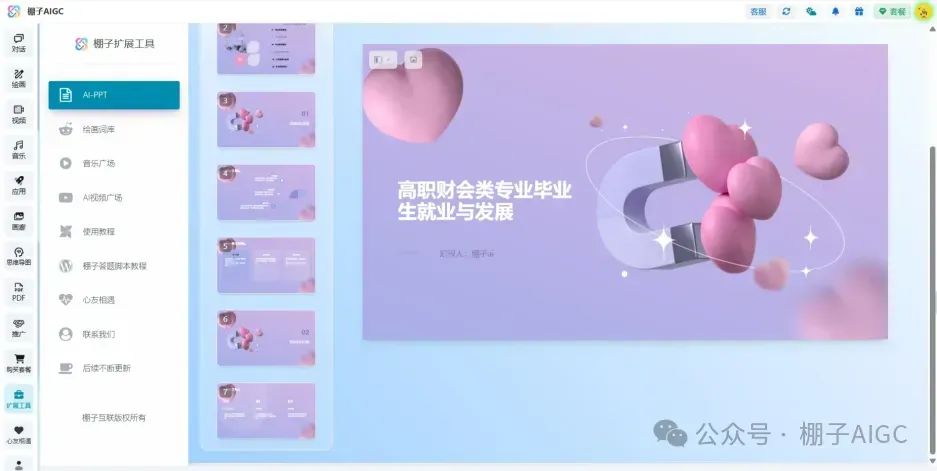 棚子AIGC
客服
套餐
对话
绘画
视频
音乐
应用
画廊
思维导图
PDF
推广
购买套餐
扩展工具
心友相遇
棚子扩展工具
AI-PPT
绘画词库
音乐广场
AI视频广场
使用教程
棚子答题脚本教程
心友相遇
联系我们
后续不断更新
棚子互联版权所有
2
3
01
4
5
6
02
7
高职财会类专业毕业
生就业与发展
汇报人：棚子ai
公众号 · 棚子AIGC